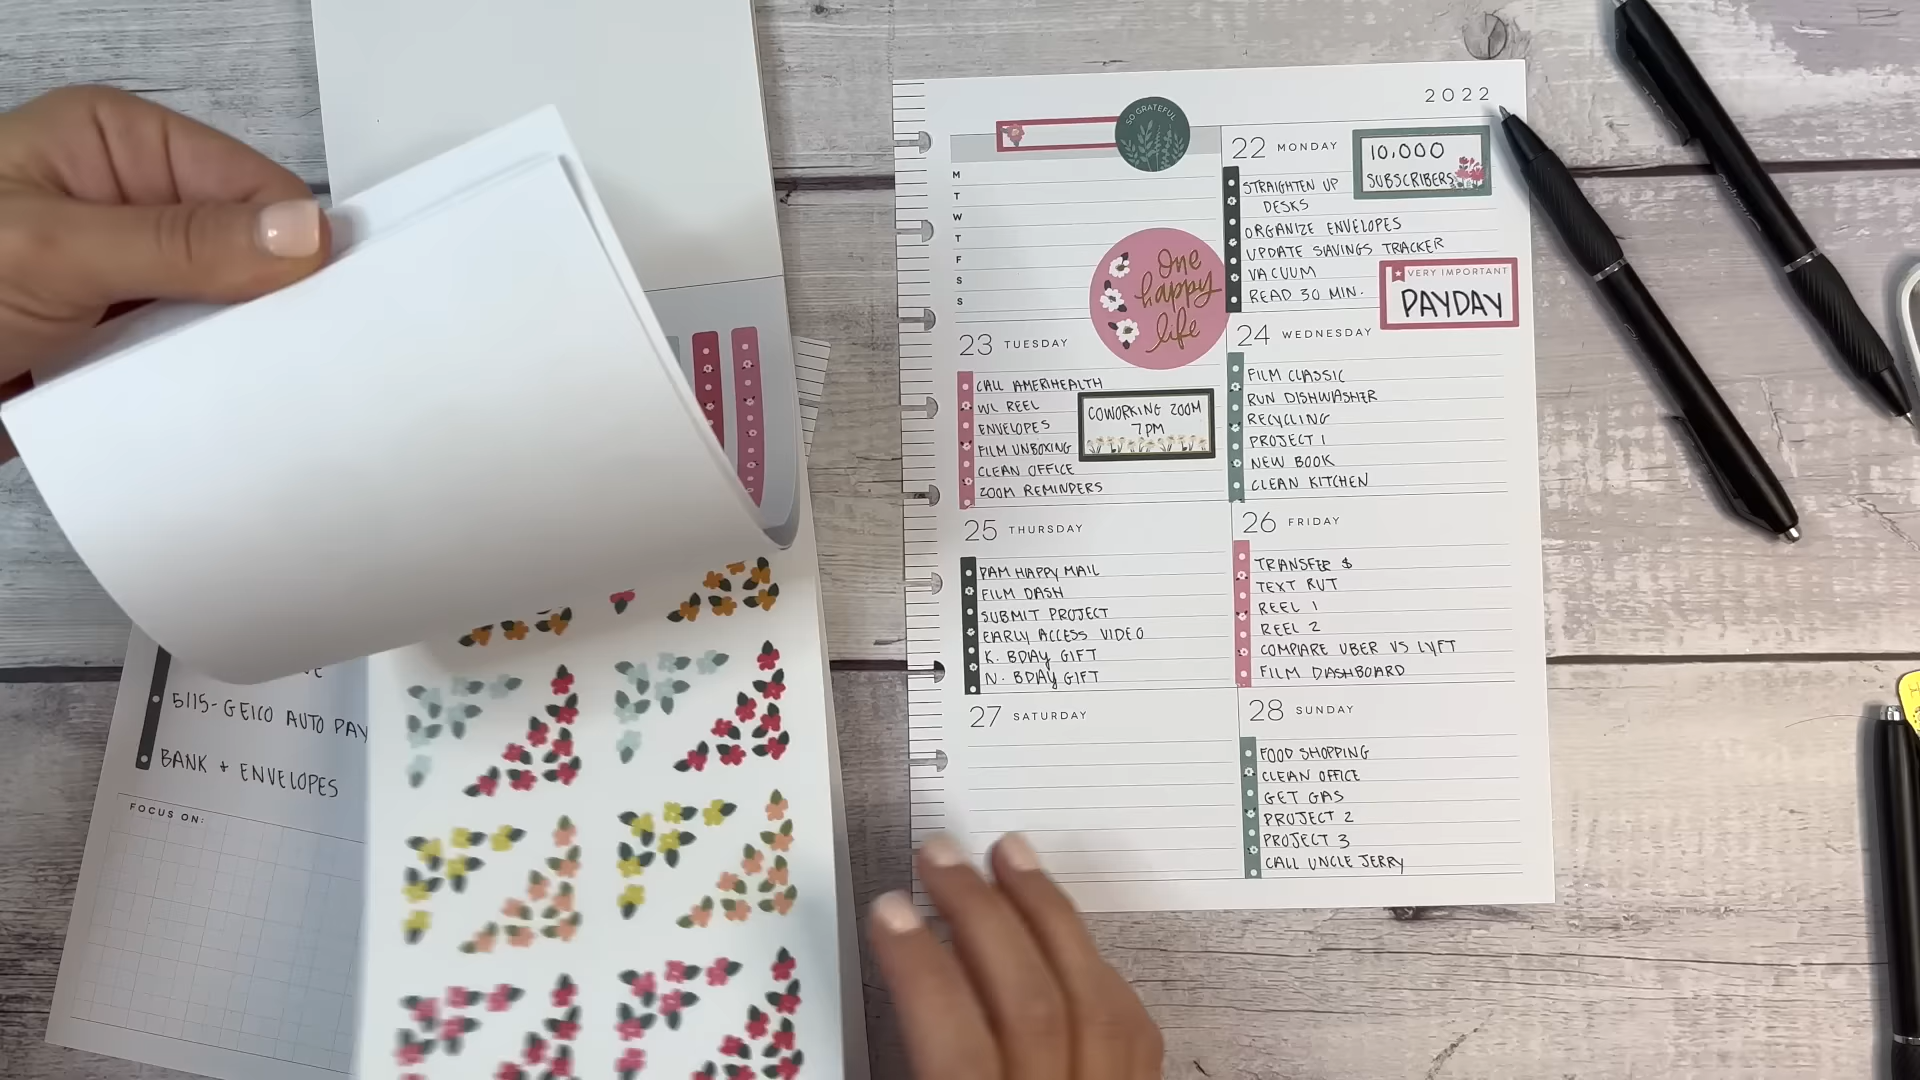 5/15- GEICO AUTO PAY
BANK + ENVELOPES
FOCUS ON:
2022
SO GRATEFUL
M
T
W
T
F
S
S
One
happy
life
22 MONDAY
10,000
SUBSCRIBERS
STRAIGHTEN UP
DESKS
ORGANIZE ENVELOPES
UPDATE SAVINGS TRACKER
VACUUM
READ 30 MIN.
VERY IMPORTANT
PAYDAY
23 TUESDAY
CALL AMERIHEALTH
WL REEL
ENVELOPES
FILM UNBOXING
CLEAN OFFICE
ZOOM REMINDERS
COWORKING ZOOM
7PM
24 WEDNESDAY
FILM CLASSIC
RUN DISHWASHER
RECYCLING
PROJECT 1
NEW BOOK
CLEAN KITCHEN
25 THURSDAY
PAM HAPPY MAIL
FILM DASH
SUBMIT PROJECT
EARLY ACCESS VIDEO
K. BDAY GIFT
N. BDAY GIFT
26 FRIDAY
TRANSFER $
TEXT RUT
REEL 1
REEL 2
COMPARE UBER VS LYFT
FILM DASHBOARD
27 SATURDAY
28 SUNDAY
FOOD SHOPPING
CLEAN OFFICE
GET GAS
PROJECT 2
PROJECT 3
CALL UNCLE JERRY